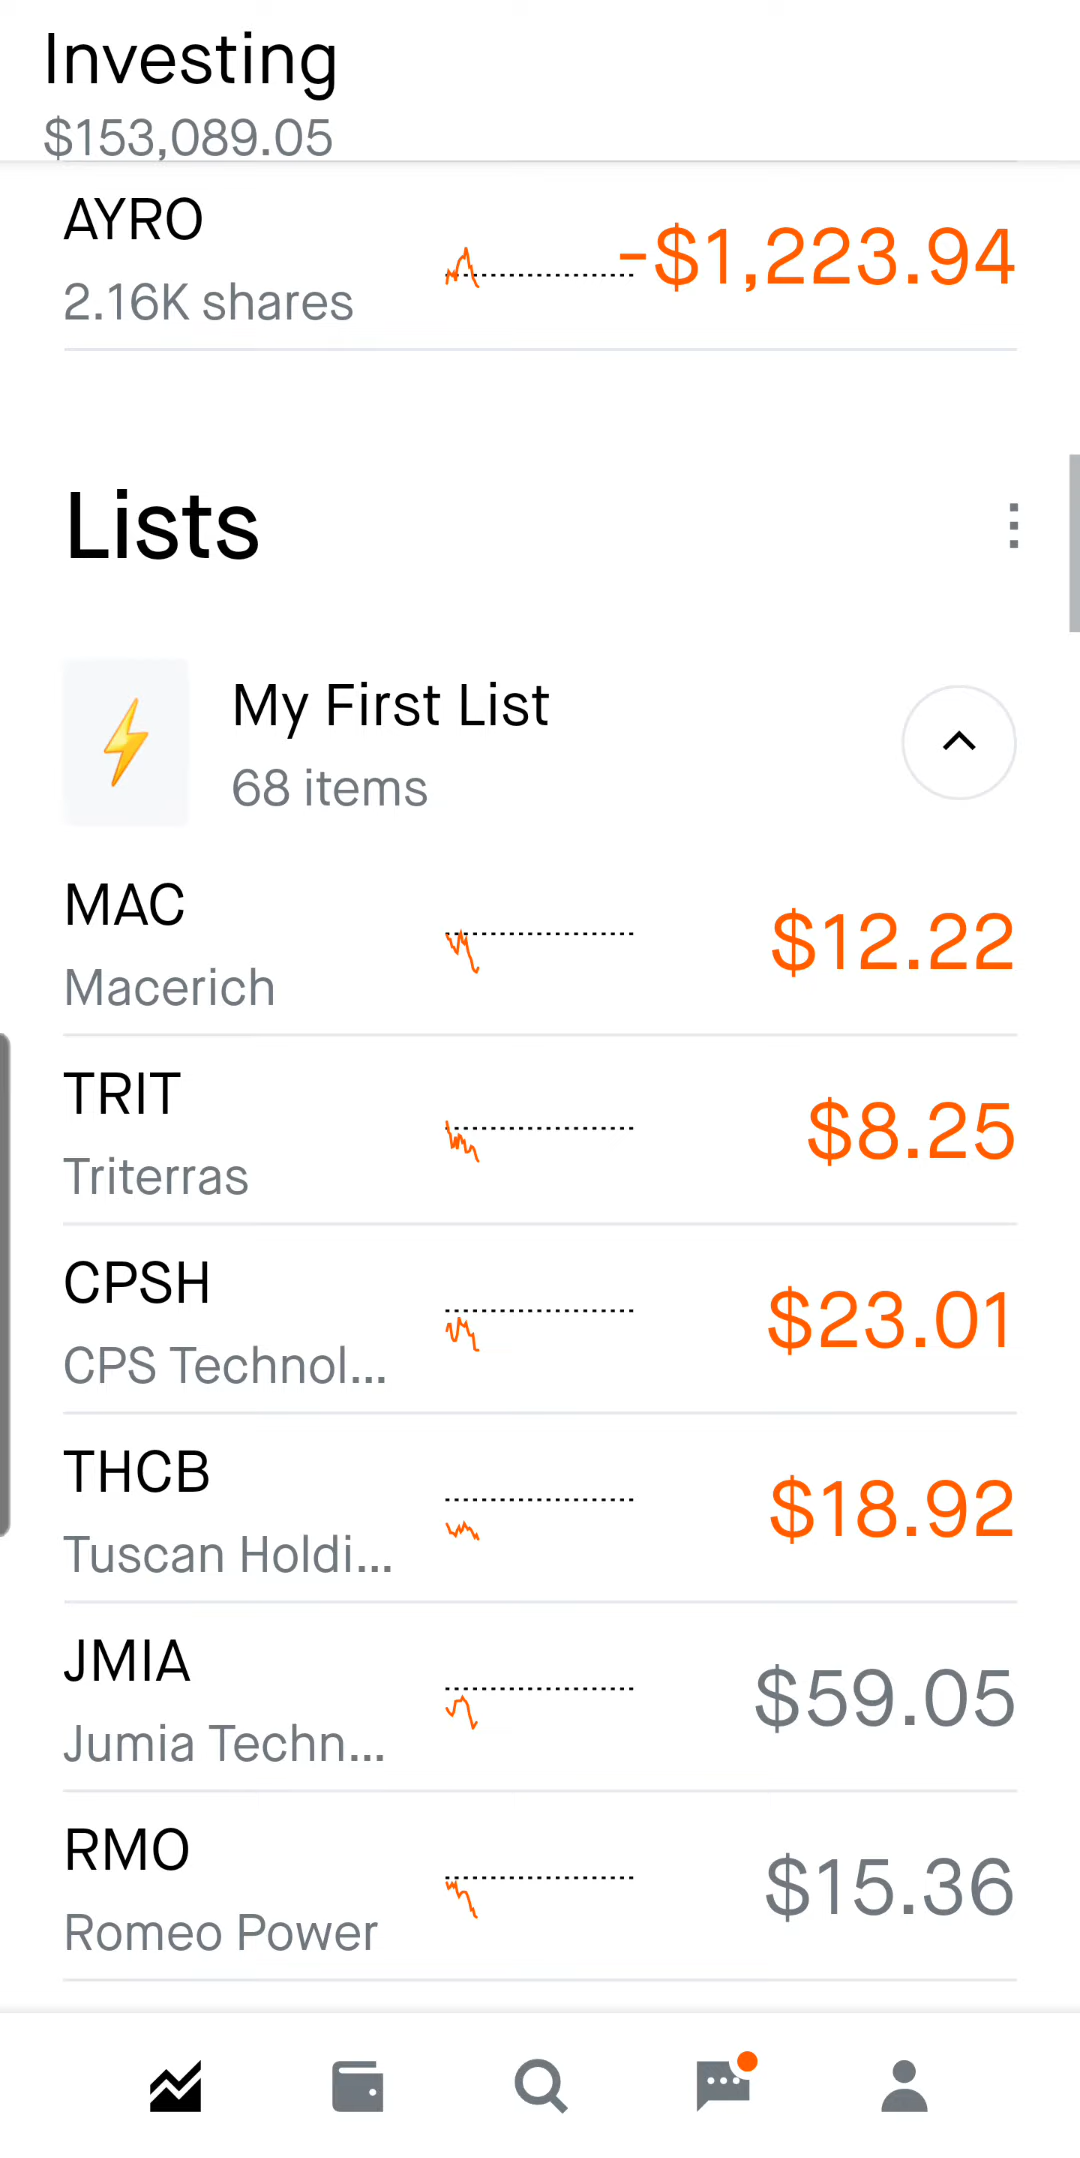 Investing
$153,089.05
AYRO
-$1,223.94
2.16K shares
Lists
My First List
68 items
MAC
$12.22
Macerich
TRIT
$8.25
Triterras
CPSH
$23.01
CPS Technol...
THCB
$18.92
Tuscan Holdi...
JMIA
$59.05
Jumia Techn...
RMO
$15.36
Romeo Power